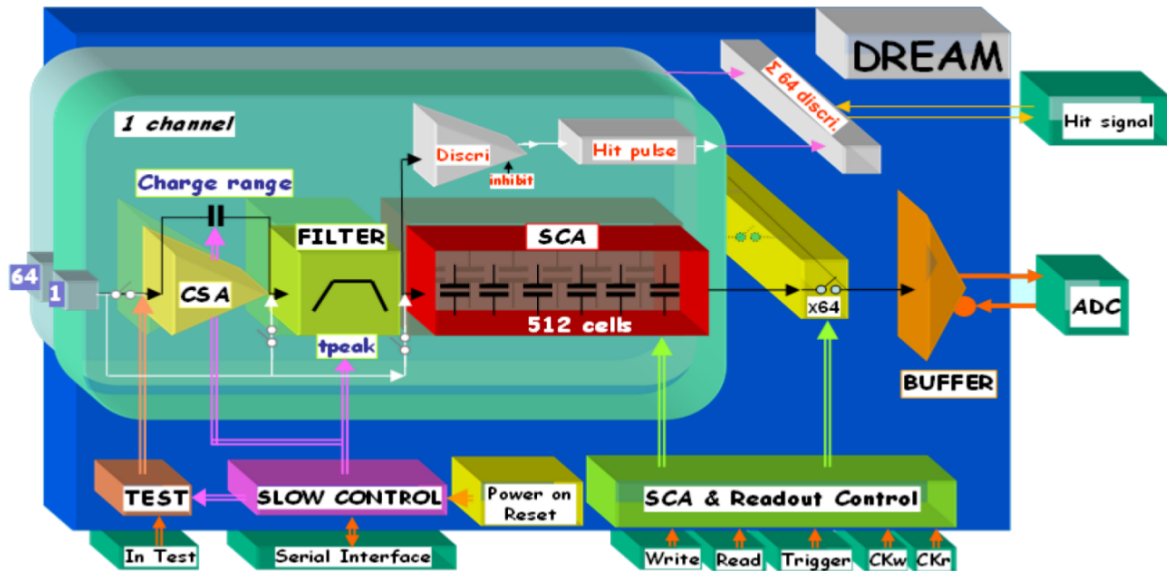 DREAM
Σ 64 discri.
Hit signal
1 channel
Discri
Hit pulse
inhibit
Charge range
FILTER
SCA
64
1
CSA
512 cells
tpeak
x64
ADC
BUFFER
TEST
SLOW CONTROL
Power on
Reset
SCA & Readout Control
In Test
Serial Interface
Write
Read
Trigger
CKw
CKr